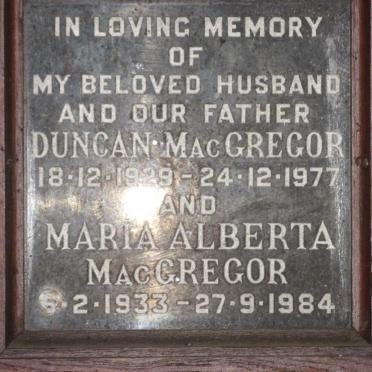 IN LOVING MEMORY
OF
MY BELOVED HUSBAND
AND OUR FATHER
DUNCAN MACGREGOR
18·12·1929 - 24·12·1977
AND
MARIA ALBERTA
MACGREGOR
5·2·1933 - 27·9·1984